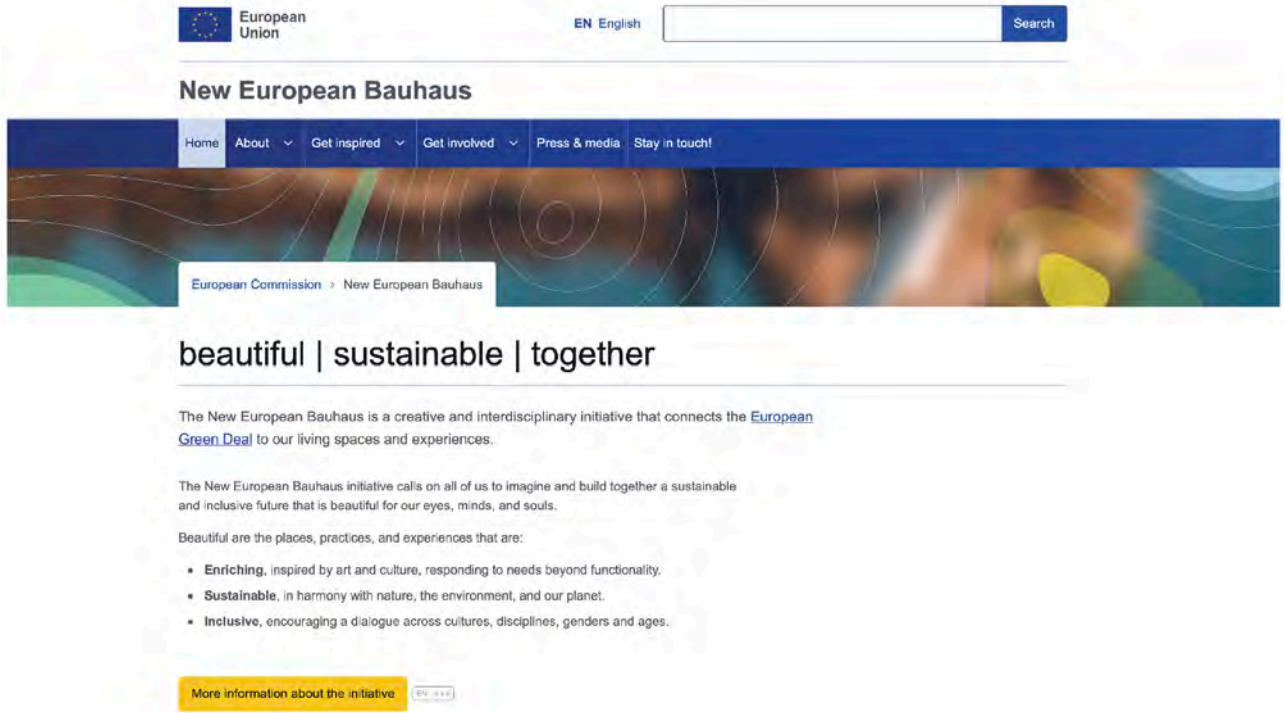 European
Union
EN English
Search
New European Bauhaus
Home About Get inspired Get involved Press & media Stay in touch!
European Commission › New European Bauhaus
beautiful | sustainable | together
The New European Bauhaus is a creative and interdisciplinary initiative that connects the European
Green Deal to our living spaces and experiences.
The New European Bauhaus initiative calls on all of us to imagine and build together a sustainable
and inclusive future that is beautiful for our eyes, minds, and souls.
Beautiful are the places, practices, and experiences that are:
• Enriching, inspired by art and culture, responding to needs beyond functionality.
• Sustainable, in harmony with nature, the environment, and our planet.
• Inclusive, encouraging a dialogue across cultures, disciplines, genders and ages.
More information about the initiative EN •••